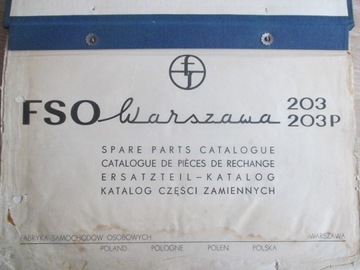 FSO Warszawa 203
203P
SPARE PARTS CATALOGUE
CATALOGUE DE PIÈCES DE RECHANGE
ERSATZTEIL-KATALOG
KATALOG CZĘŚCI ZAMIENNYCH
FABRYKA SAMOCHODÓW OSOBOWYCH WARSZAWA
POLAND POLOGNE POLEN POLSKA